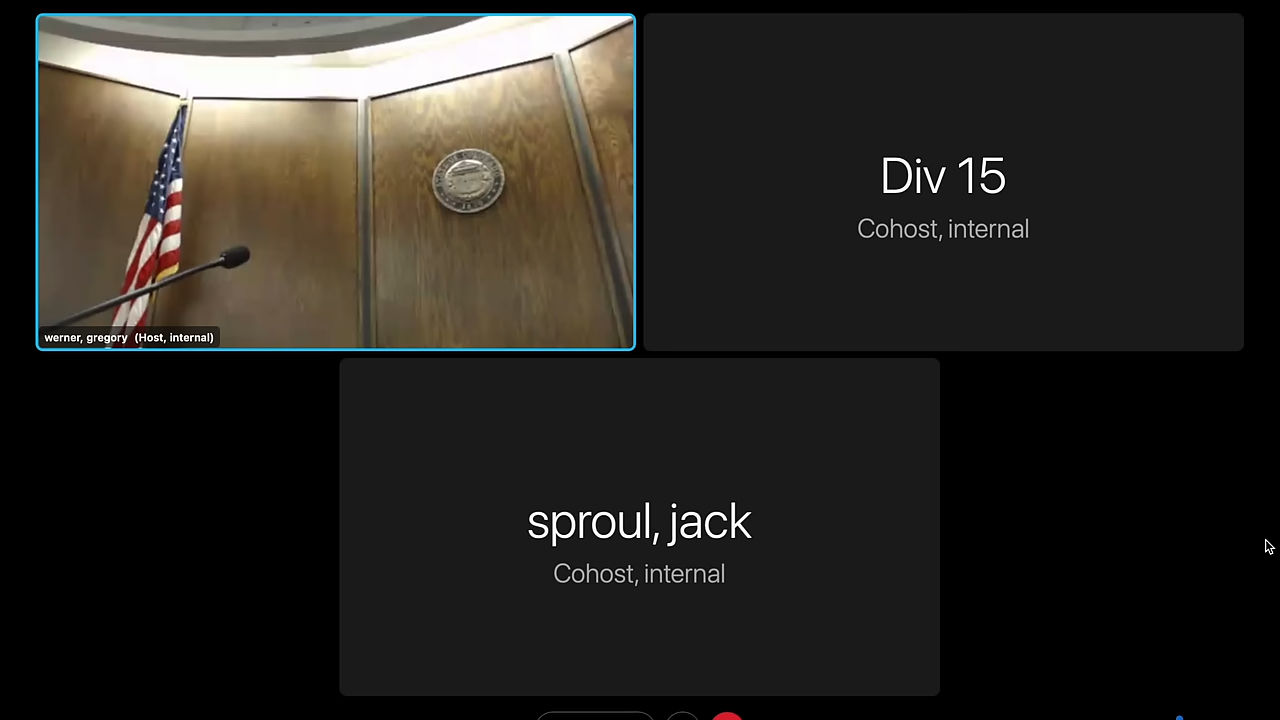 werner, gregory (Host, internal)
Div 15
Cohost, internal
sproul, jack
Cohost, internal